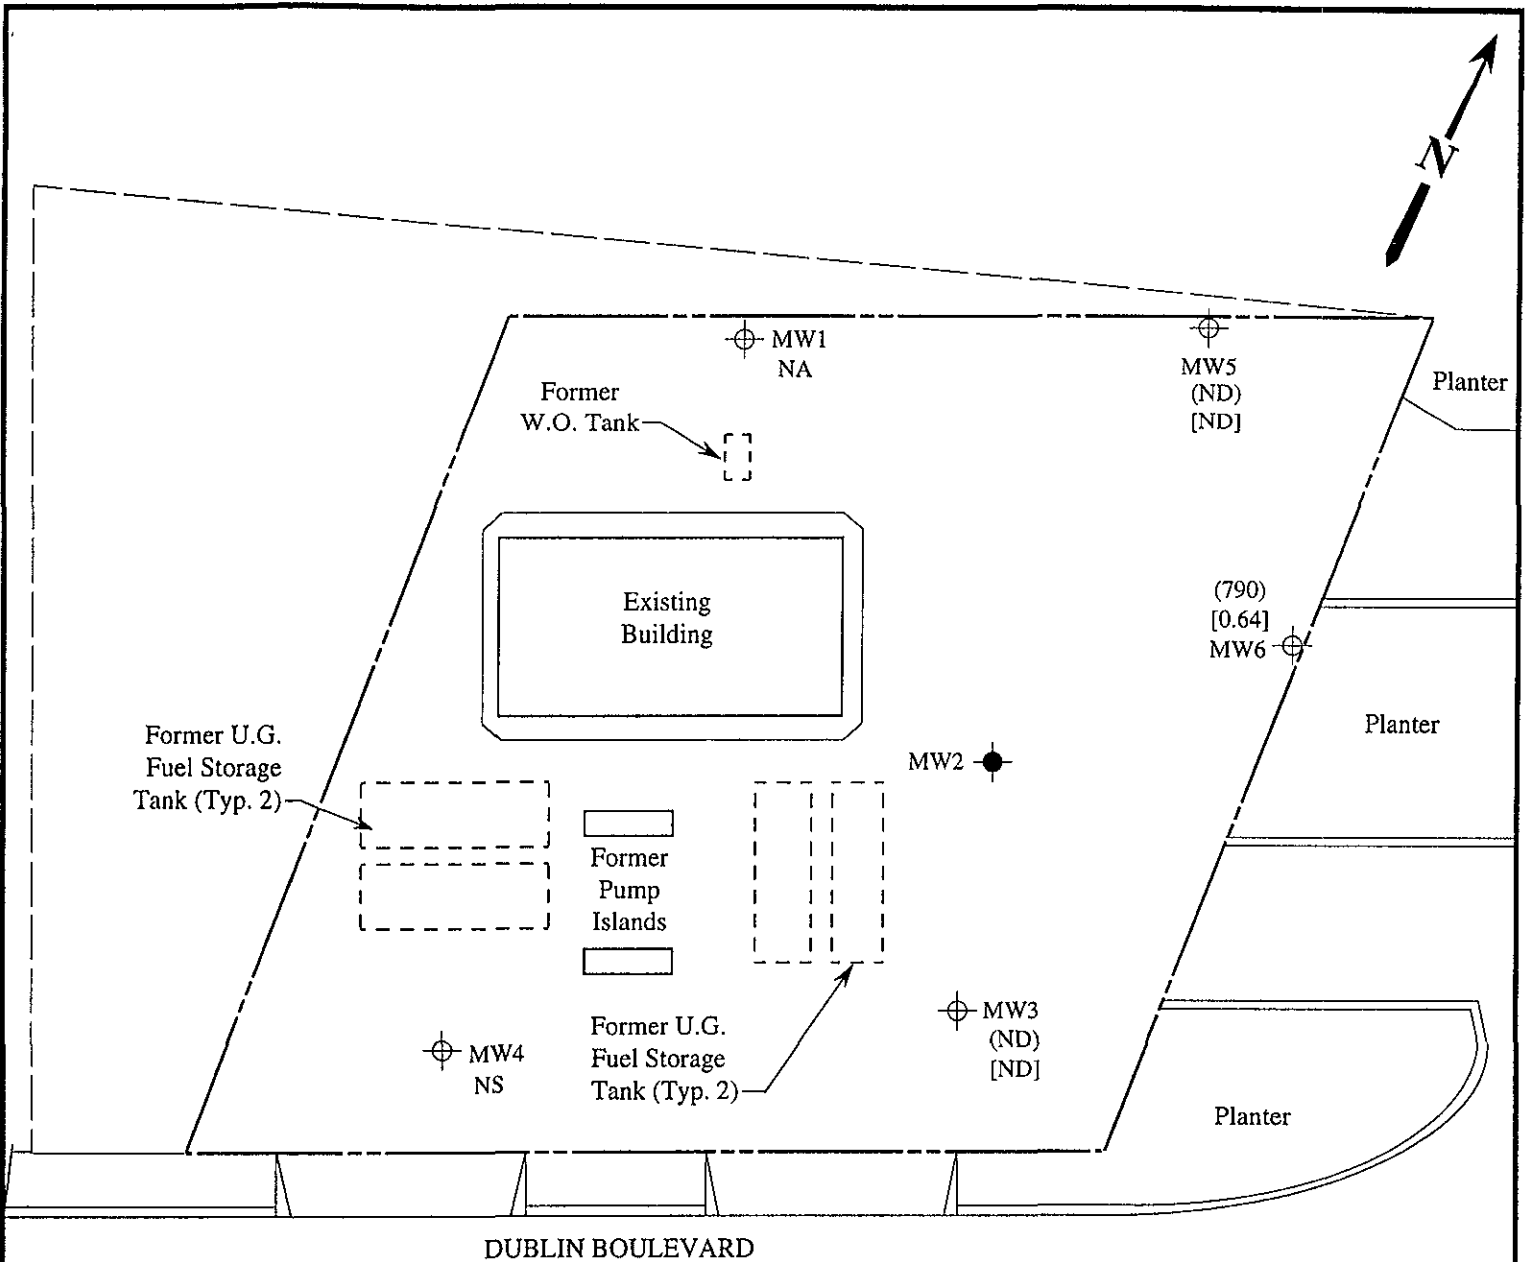 N
MW1
NA
MW5
(ND)
[ND]
Planter
Former
W.O. Tank
Existing
Building
(790)
[0.64]
MW6
Planter
Former U.G.
Fuel Storage
Tank (Typ. 2)
MW2
Former
Pump
Islands
MW3
(ND)
[ND]
MW4
NS
Former U.G.
Fuel Storage
Tank (Typ. 2)
Planter
DUBLIN BOULEVARD